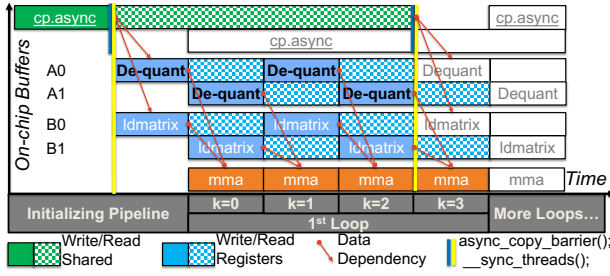 cp.async
cp.async
cp.async
On-chip Buffers
A0
De-quant
De-quant
Dequant
A1
De-quant
De-quant
Dequant
B0
ldmatrix
ldmatrix
ldmatrix
B1
ldmatrix
ldmatrix
ldmatrix
mma
mma
mma
mma
mma
Time
Initializing Pipeline
k=0
k=1
k=2
k=3
1st Loop
More Loops...
Write/Read
Shared
Write/Read
Registers
Data
Dependency
async_copy_barrier();
__sync_threads();